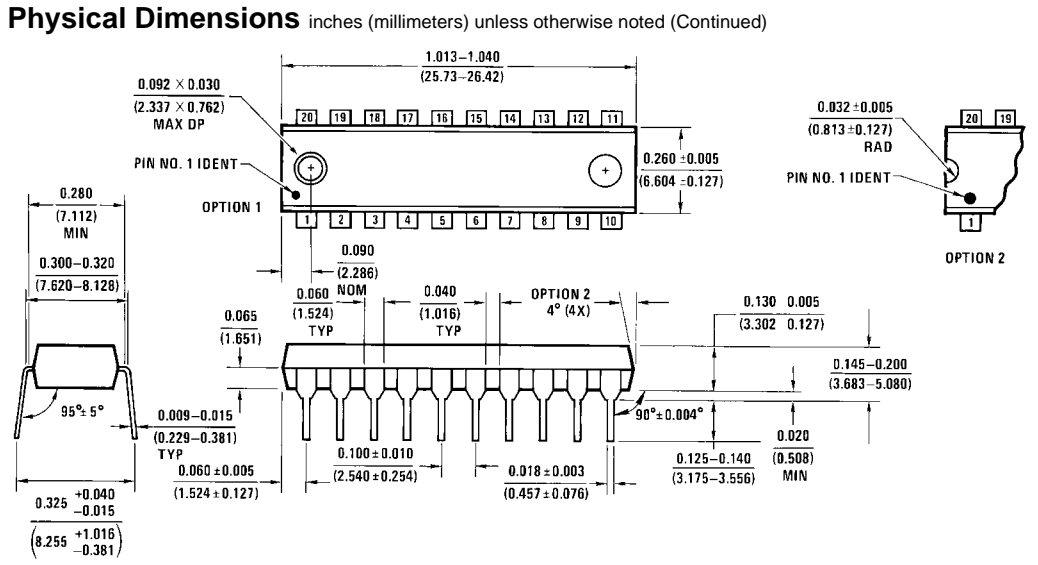 Physical Dimensions inches (millimeters) unless otherwise noted (Continued)
1.013–1.040
(25.73–26.42)
0.092 × 0.030
(2.337 × 0.762)
MAX DP
20 19 18 17 16 15 14 13 12 11
PIN NO. 1 IDENT
OPTION 1
1 2 3 4 5 6 7 8 9 10
0.260 ±0.005
(6.604 ±0.127)
0.032 ±0.005
(0.813 ±0.127)
RAD
20 19
PIN NO. 1 IDENT
1
OPTION 2
0.280
(7.112)
MIN
0.300–0.320
(7.620–8.128)
0.090
(2.286)
NOM
0.060
(1.524)
TYP
0.040
(1.016)
TYP
OPTION 2
4° (4X)
0.130 0.005
(3.302 0.127)
0.065
(1.651)
0.145–0.200
(3.683–5.080)
95°± 5°
0.009–0.015
(0.229–0.381)
TYP
90°±0.004°
0.020
(0.508)
MIN
0.125–0.140
(3.175–3.556)
0.100 ±0.010
(2.540 ±0.254)
0.060 ±0.005
(1.524 ±0.127)
0.018 ±0.003
(0.457 ±0.076)
0.325 +0.040
–0.015
(8.255 +1.016
–0.381)